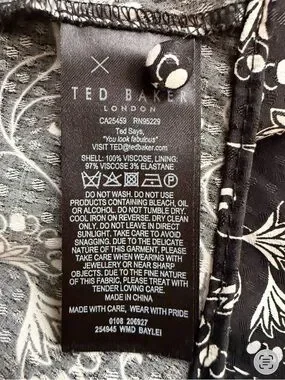 TED BAKER
LONDON
CA25459 RN95229
Ted Says,
"You look fabulous"
VISIT TED@tedbaker.com
SHELL: 100% VISCOSE, LINING:
97% VISCOSE 3% ELASTANE
DO NOT WASH. DO NOT USE
PRODUCTS CONTAINING BLEACH, OIL
OR ALCOHOL. DO NOT TUMBLE DRY.
COOL IRON ON REVERSE. DRY CLEAN
ONLY. DO NOT LEAVE IN DIRECT
SUNLIGHT. TAKE CARE TO AVOID
SNAGGING. DUE TO THE DELICATE
NATURE OF THIS GARMENT, PLEASE
TAKE CARE WHEN WEARING WITH
JEWELLERY OR NEAR SHARP
OBJECTS. DUE TO THE FINE NATURE
OF THIS FABRIC, PLEASE TREAT WITH
TENDER LOVING CARE.
MADE IN CHINA
MADE WITH CARE, WEAR WITH PRIDE
0108 206927
254945 WMD BAYLEI